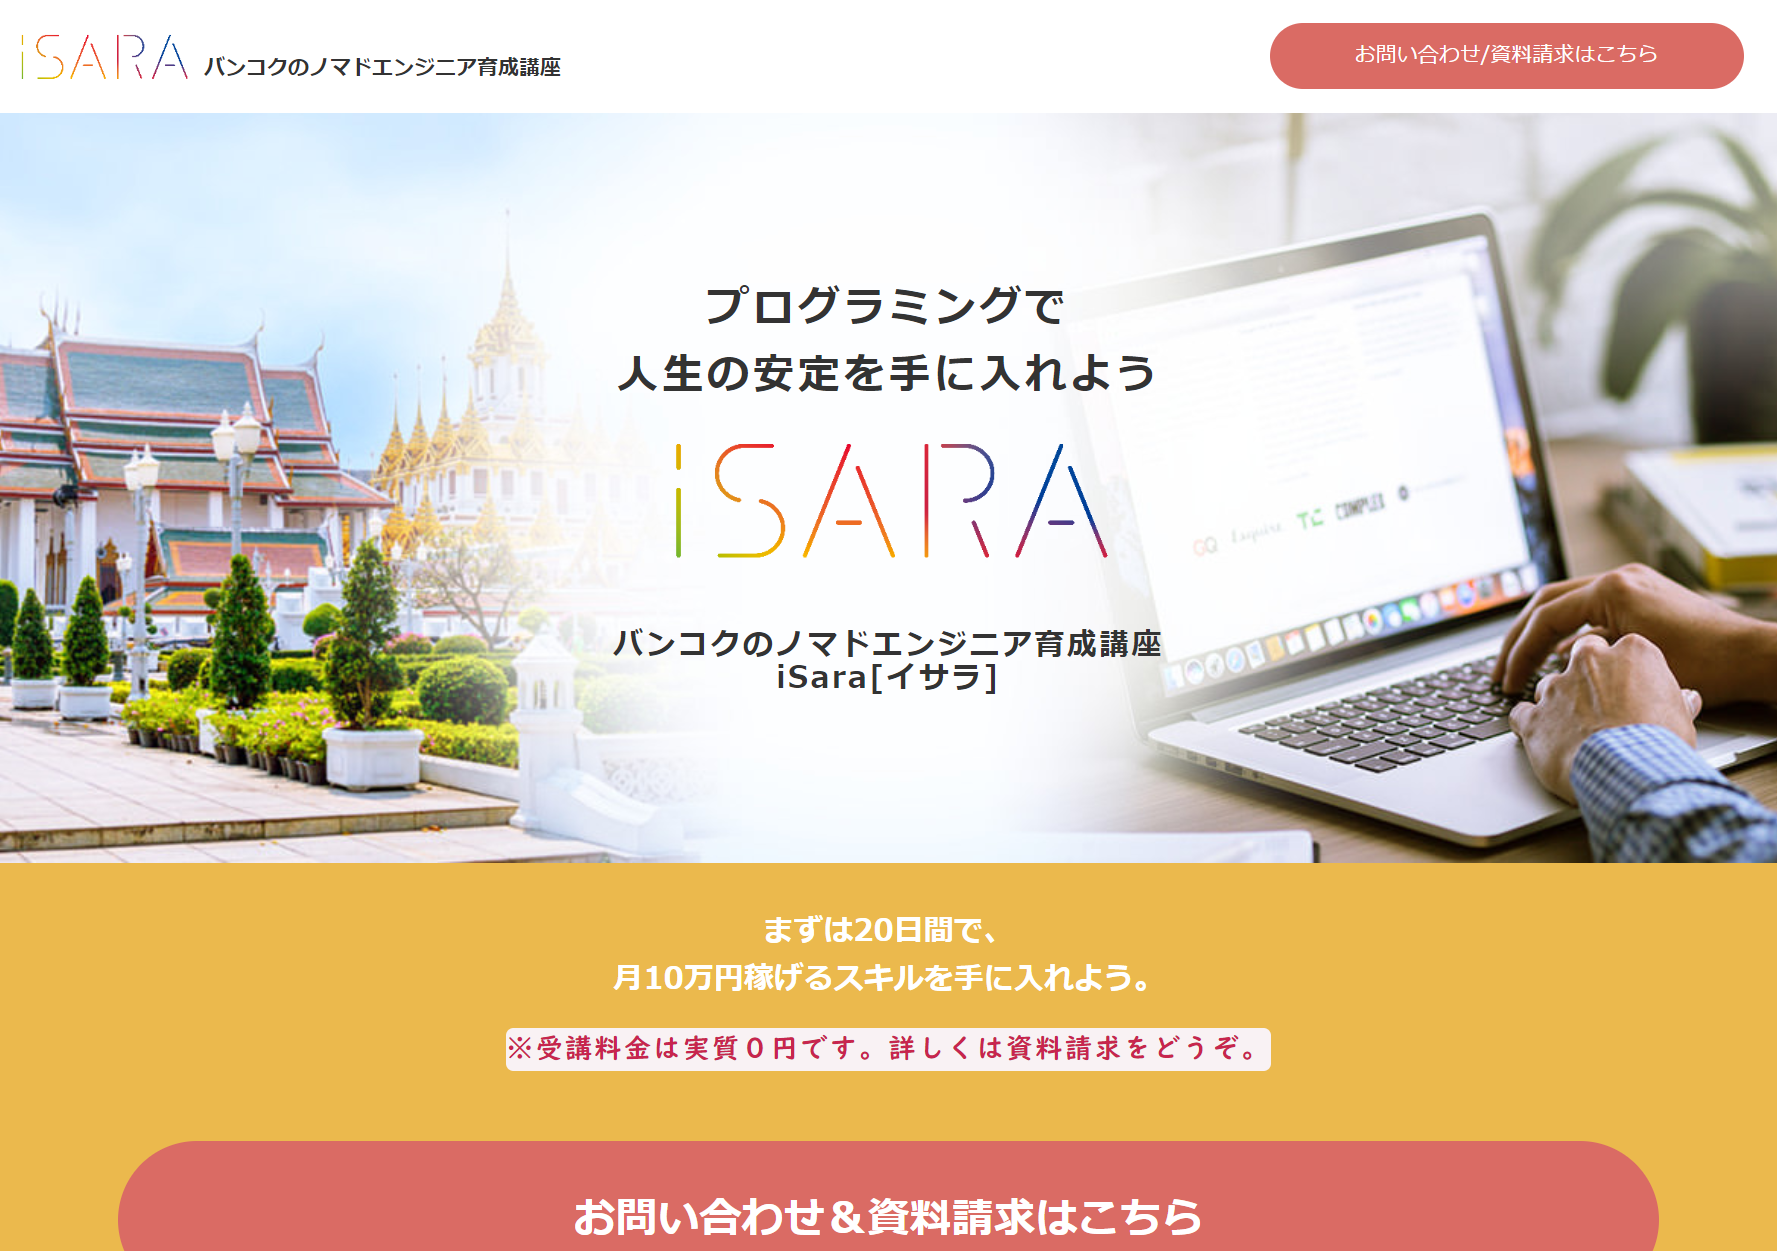 iSARA バンコクのノマドエンジニア育成講座
お問い合わせ/資料請求はこちら
プログラミングで
人生の安定を手に入れよう
iSARA
GQ Esquire TC COMPLEX
バンコクのノマドエンジニア育成講座
iSara[イサラ]
まずは20日間で、
月10万円稼げるスキルを手に入れよう。
※受講料金は実質０円です。詳しくは資料請求をどうぞ。
お問い合わせ＆資料請求はこちら